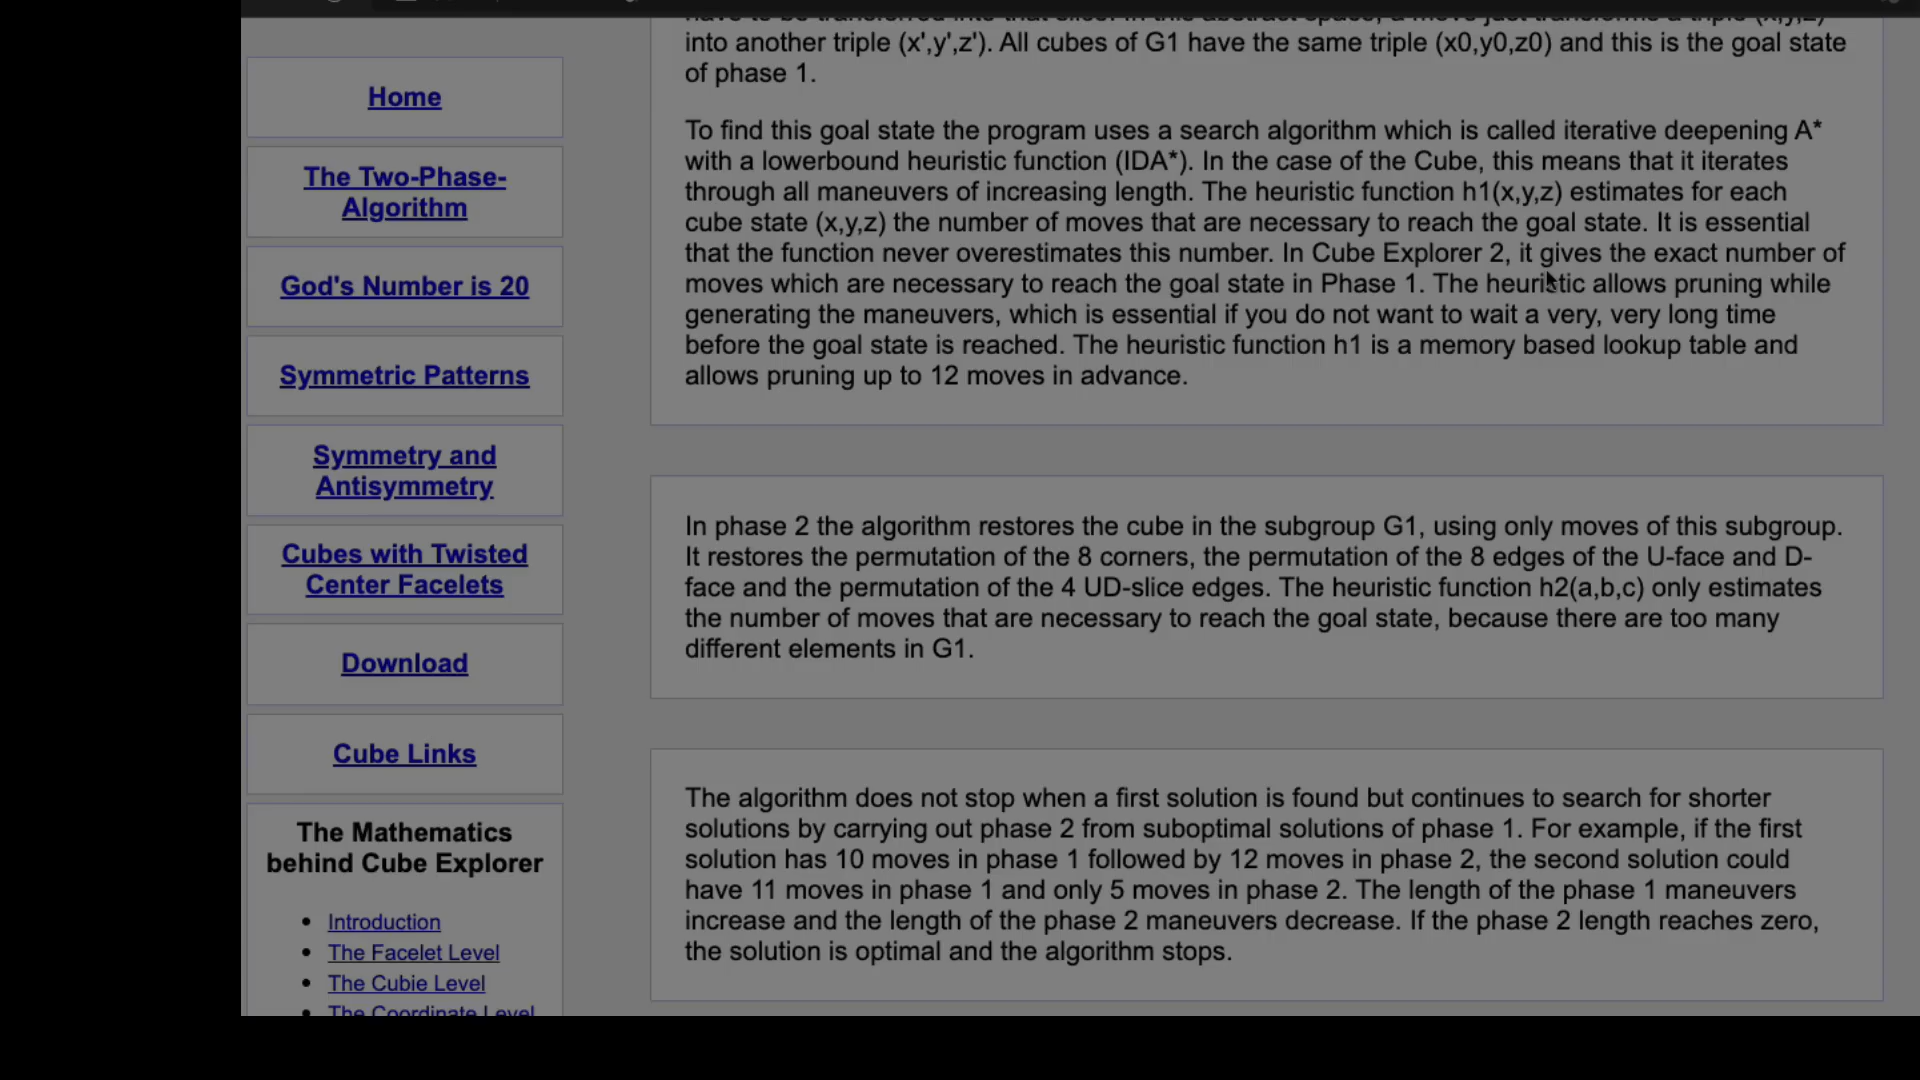 Home
The Two-Phase-
Algorithm
God's Number is 20
Symmetric Patterns
Symmetry and
Antisymmetry
Cubes with Twisted
Center Facelets
Download
Cube Links
The Mathematics
behind Cube Explorer
Introduction
The Facelet Level
The Cubie Level
The Coordinate Level
have to be transferred into that slice. In this abstract space, a move just transforms a triple (x,y,z)
into another triple (x',y',z'). All cubes of G1 have the same triple (x0,y0,z0) and this is the goal state
of phase 1.
To find this goal state the program uses a search algorithm which is called iterative deepening A*
with a lowerbound heuristic function (IDA*). In the case of the Cube, this means that it iterates
through all maneuvers of increasing length. The heuristic function h1(x,y,z) estimates for each
cube state (x,y,z) the number of moves that are necessary to reach the goal state. It is essential
that the function never overestimates this number. In Cube Explorer 2, it gives the exact number of
moves which are necessary to reach the goal state in Phase 1. The heuristic allows pruning while
generating the maneuvers, which is essential if you do not want to wait a very, very long time
before the goal state is reached. The heuristic function h1 is a memory based lookup table and
allows pruning up to 12 moves in advance.
In phase 2 the algorithm restores the cube in the subgroup G1, using only moves of this subgroup.
It restores the permutation of the 8 corners, the permutation of the 8 edges of the U-face and D-
face and the permutation of the 4 UD-slice edges. The heuristic function h2(a,b,c) only estimates
the number of moves that are necessary to reach the goal state, because there are too many
different elements in G1.
The algorithm does not stop when a first solution is found but continues to search for shorter
solutions by carrying out phase 2 from suboptimal solutions of phase 1. For example, if the first
solution has 10 moves in phase 1 followed by 12 moves in phase 2, the second solution could
have 11 moves in phase 1 and only 5 moves in phase 2. The length of the phase 1 maneuvers
increase and the length of the phase 2 maneuvers decrease. If the phase 2 length reaches zero,
the solution is optimal and the algorithm stops.